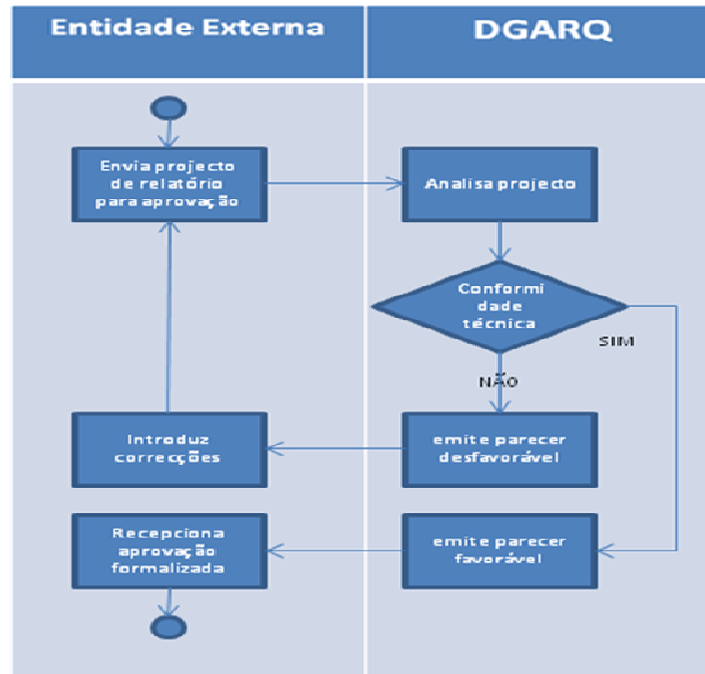 Entidade Externa
DGARQ
Envia projecto
de relatório
para aprovação
Analisa projecto
Conformi
dade
técnica
SIM
NÃO
Introduz
correcções
emite parecer
desfavorável
Recepciona
aprovação
formalizada
emite parecer
favorável